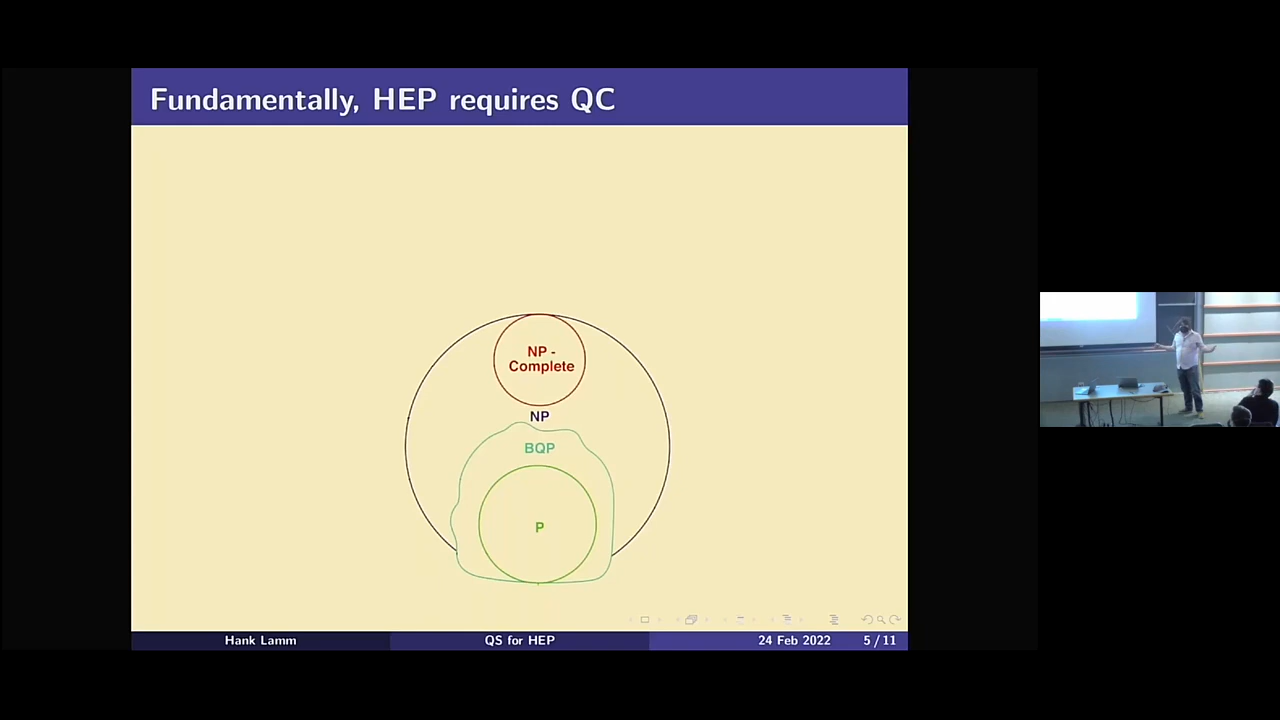 Fundamentally, HEP requires QC
NP -
Complete
NP
BQP
P
Hank Lamm
QS for HEP
24 Feb 2022
5 / 11